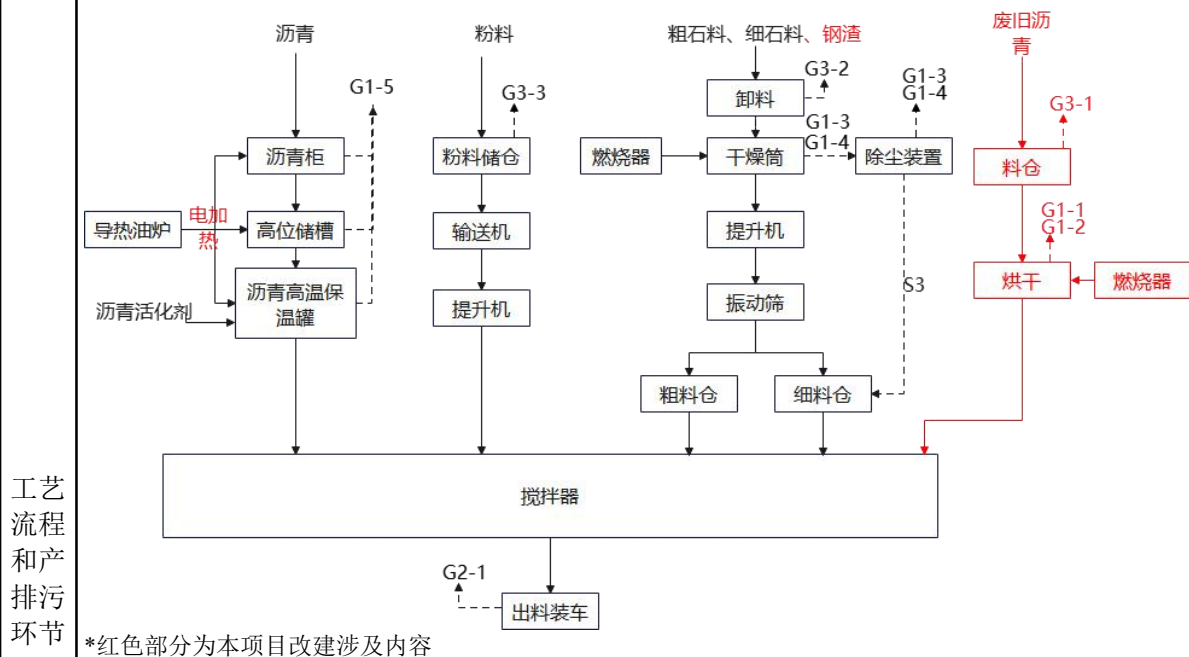 沥青
粉料
粗石料、细石料、钢渣
废旧沥
青
G1-5
G3-3
G3-2
G1-3
G1-4
G3-1
卸料
G1-3
G1-4
沥青柜
粉料储仓
燃烧器
干燥筒
除尘装置
料仓
导热油炉
电加
热
高位储槽
输送机
提升机
G1-1
G1-2
沥青活化剂
沥青高温保
温罐
提升机
振动筛
S3
烘干
燃烧器
粗料仓
细料仓
搅拌器
G2-1
出料装车
工艺
流程
和产
排污
环节
*红色部分为本项目改建涉及内容